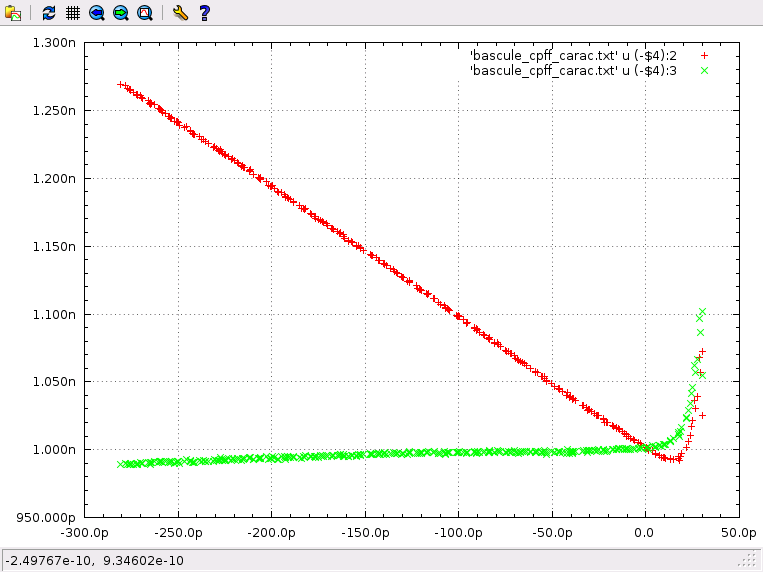 ?
1.300n
'bascule_cpff_carac.txt' u (-$4):2
'bascule_cpff_carac.txt' u (-$4):3
1.250n
1.200n
1.150n
1.100n
1.050n
1.000n
950.000p
-300.0p -250.0p -200.0p -150.0p -100.0p -50.0p 0.0 50.0p
-2.49767e-10, 9.34602e-10